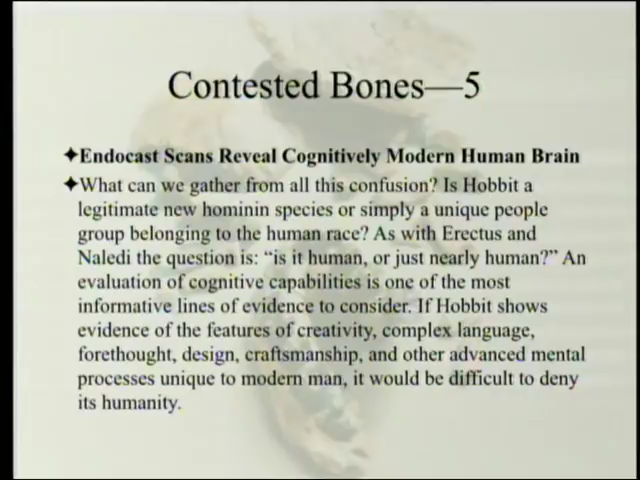 Contested Bones—5
✦Endocast Scans Reveal Cognitively Modern Human Brain
✦What can we gather from all this confusion? Is Hobbit a
legitimate new hominin species or simply a unique people
group belonging to the human race? As with Erectus and
Naledi the question is: “is it human, or just nearly human?” An
evaluation of cognitive capabilities is one of the most
informative lines of evidence to consider. If Hobbit shows
evidence of the features of creativity, complex language,
forethought, design, craftsmanship, and other advanced mental
processes unique to modern man, it would be difficult to deny
its humanity.